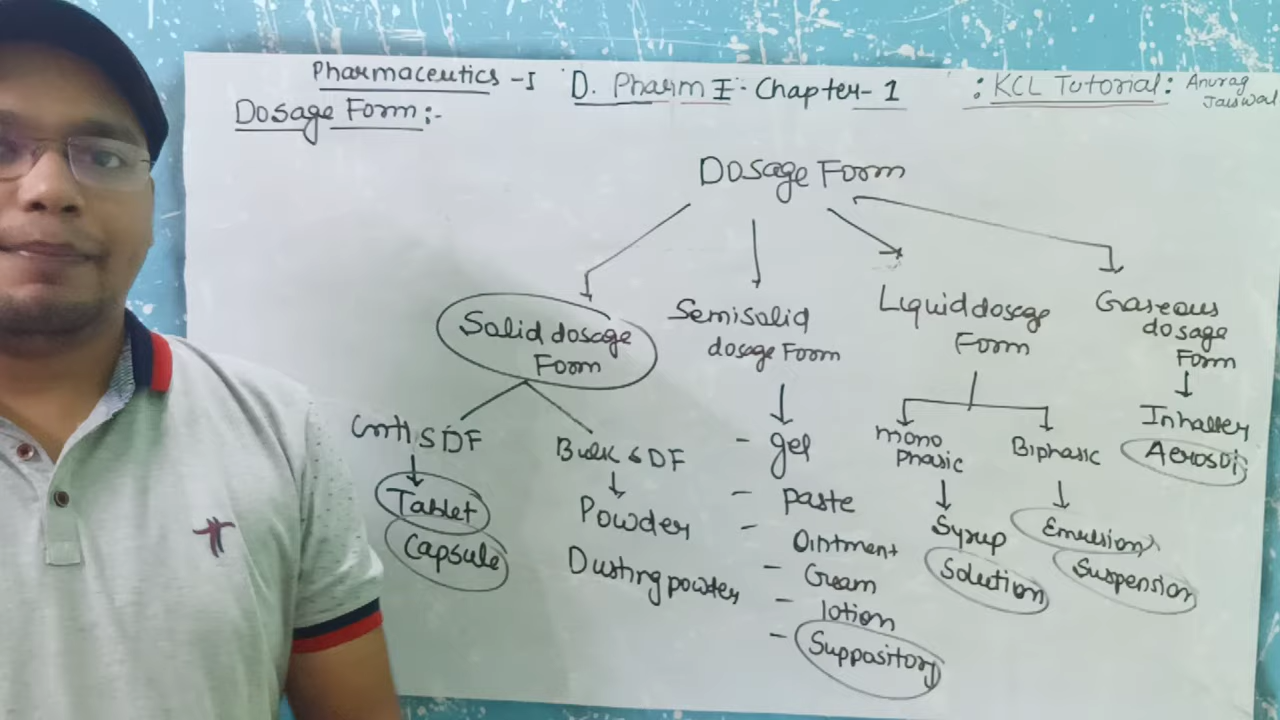 Pharmaceutics -I D. Pharm I: Chapter- 1 : KCL Tutorial: Anurag Jaiswal
Dosage Form:-
Dosage Form
Solid dosage
Form
Semisolid
dosage Form
Liquid dosage
Form
Gaseous
dosage
Form
SDF
Tablet
Capsule
Bulk SDF
Powder
Dusting powder
- gel
- Paste
- Ointment
- Cream
- lotion
- Suppository
mono
Phasic
Syrup
Solution
Biphasic
Emulsion
Suspension
Inhaller
Aerosol